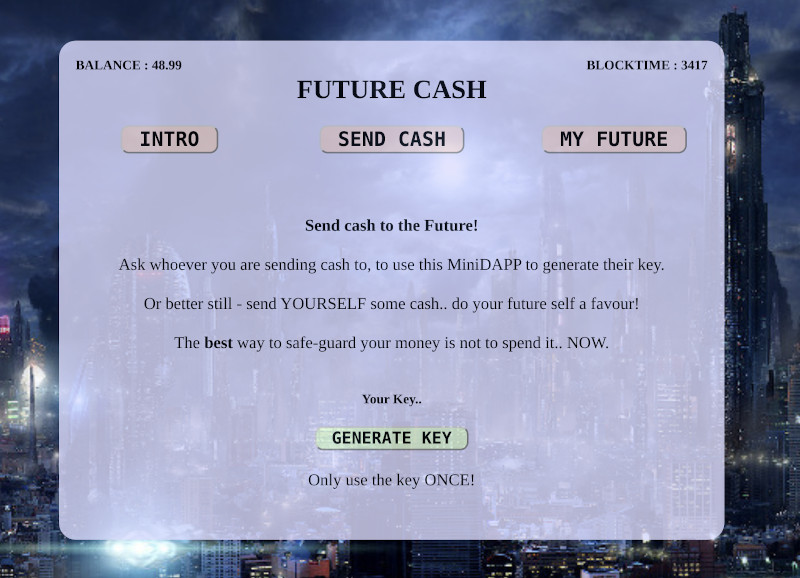 BALANCE : 48.99
BLOCKTIME : 3417
FUTURE CASH
INTRO
SEND CASH
MY FUTURE
Send cash to the Future!
Ask whoever you are sending cash to, to use this MiniDAPP to generate their key.
Or better still - send YOURSELF some cash.. do your future self a favour!
The best way to safe-guard your money is not to spend it.. NOW.
Your Key..
GENERATE KEY
Only use the key ONCE!